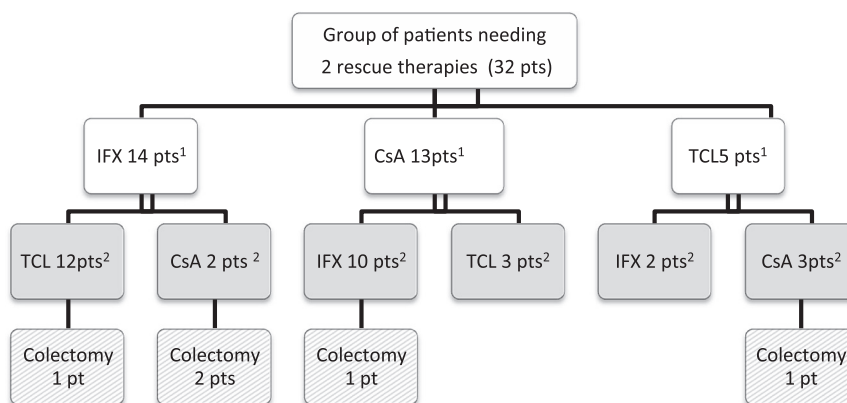 Group of patients needing
2 rescue therapies (32 pts)
IFX 14 pts¹
CsA 13pts¹
TCL5 pts¹
TCL 12pts²
CsA 2 pts ²
IFX 10 pts²
TCL 3 pts²
IFX 2 pts²
CsA 3pts²
Colectomy
1 pt
Colectomy
2 pts
Colectomy
1 pt
Colectomy
1 pt